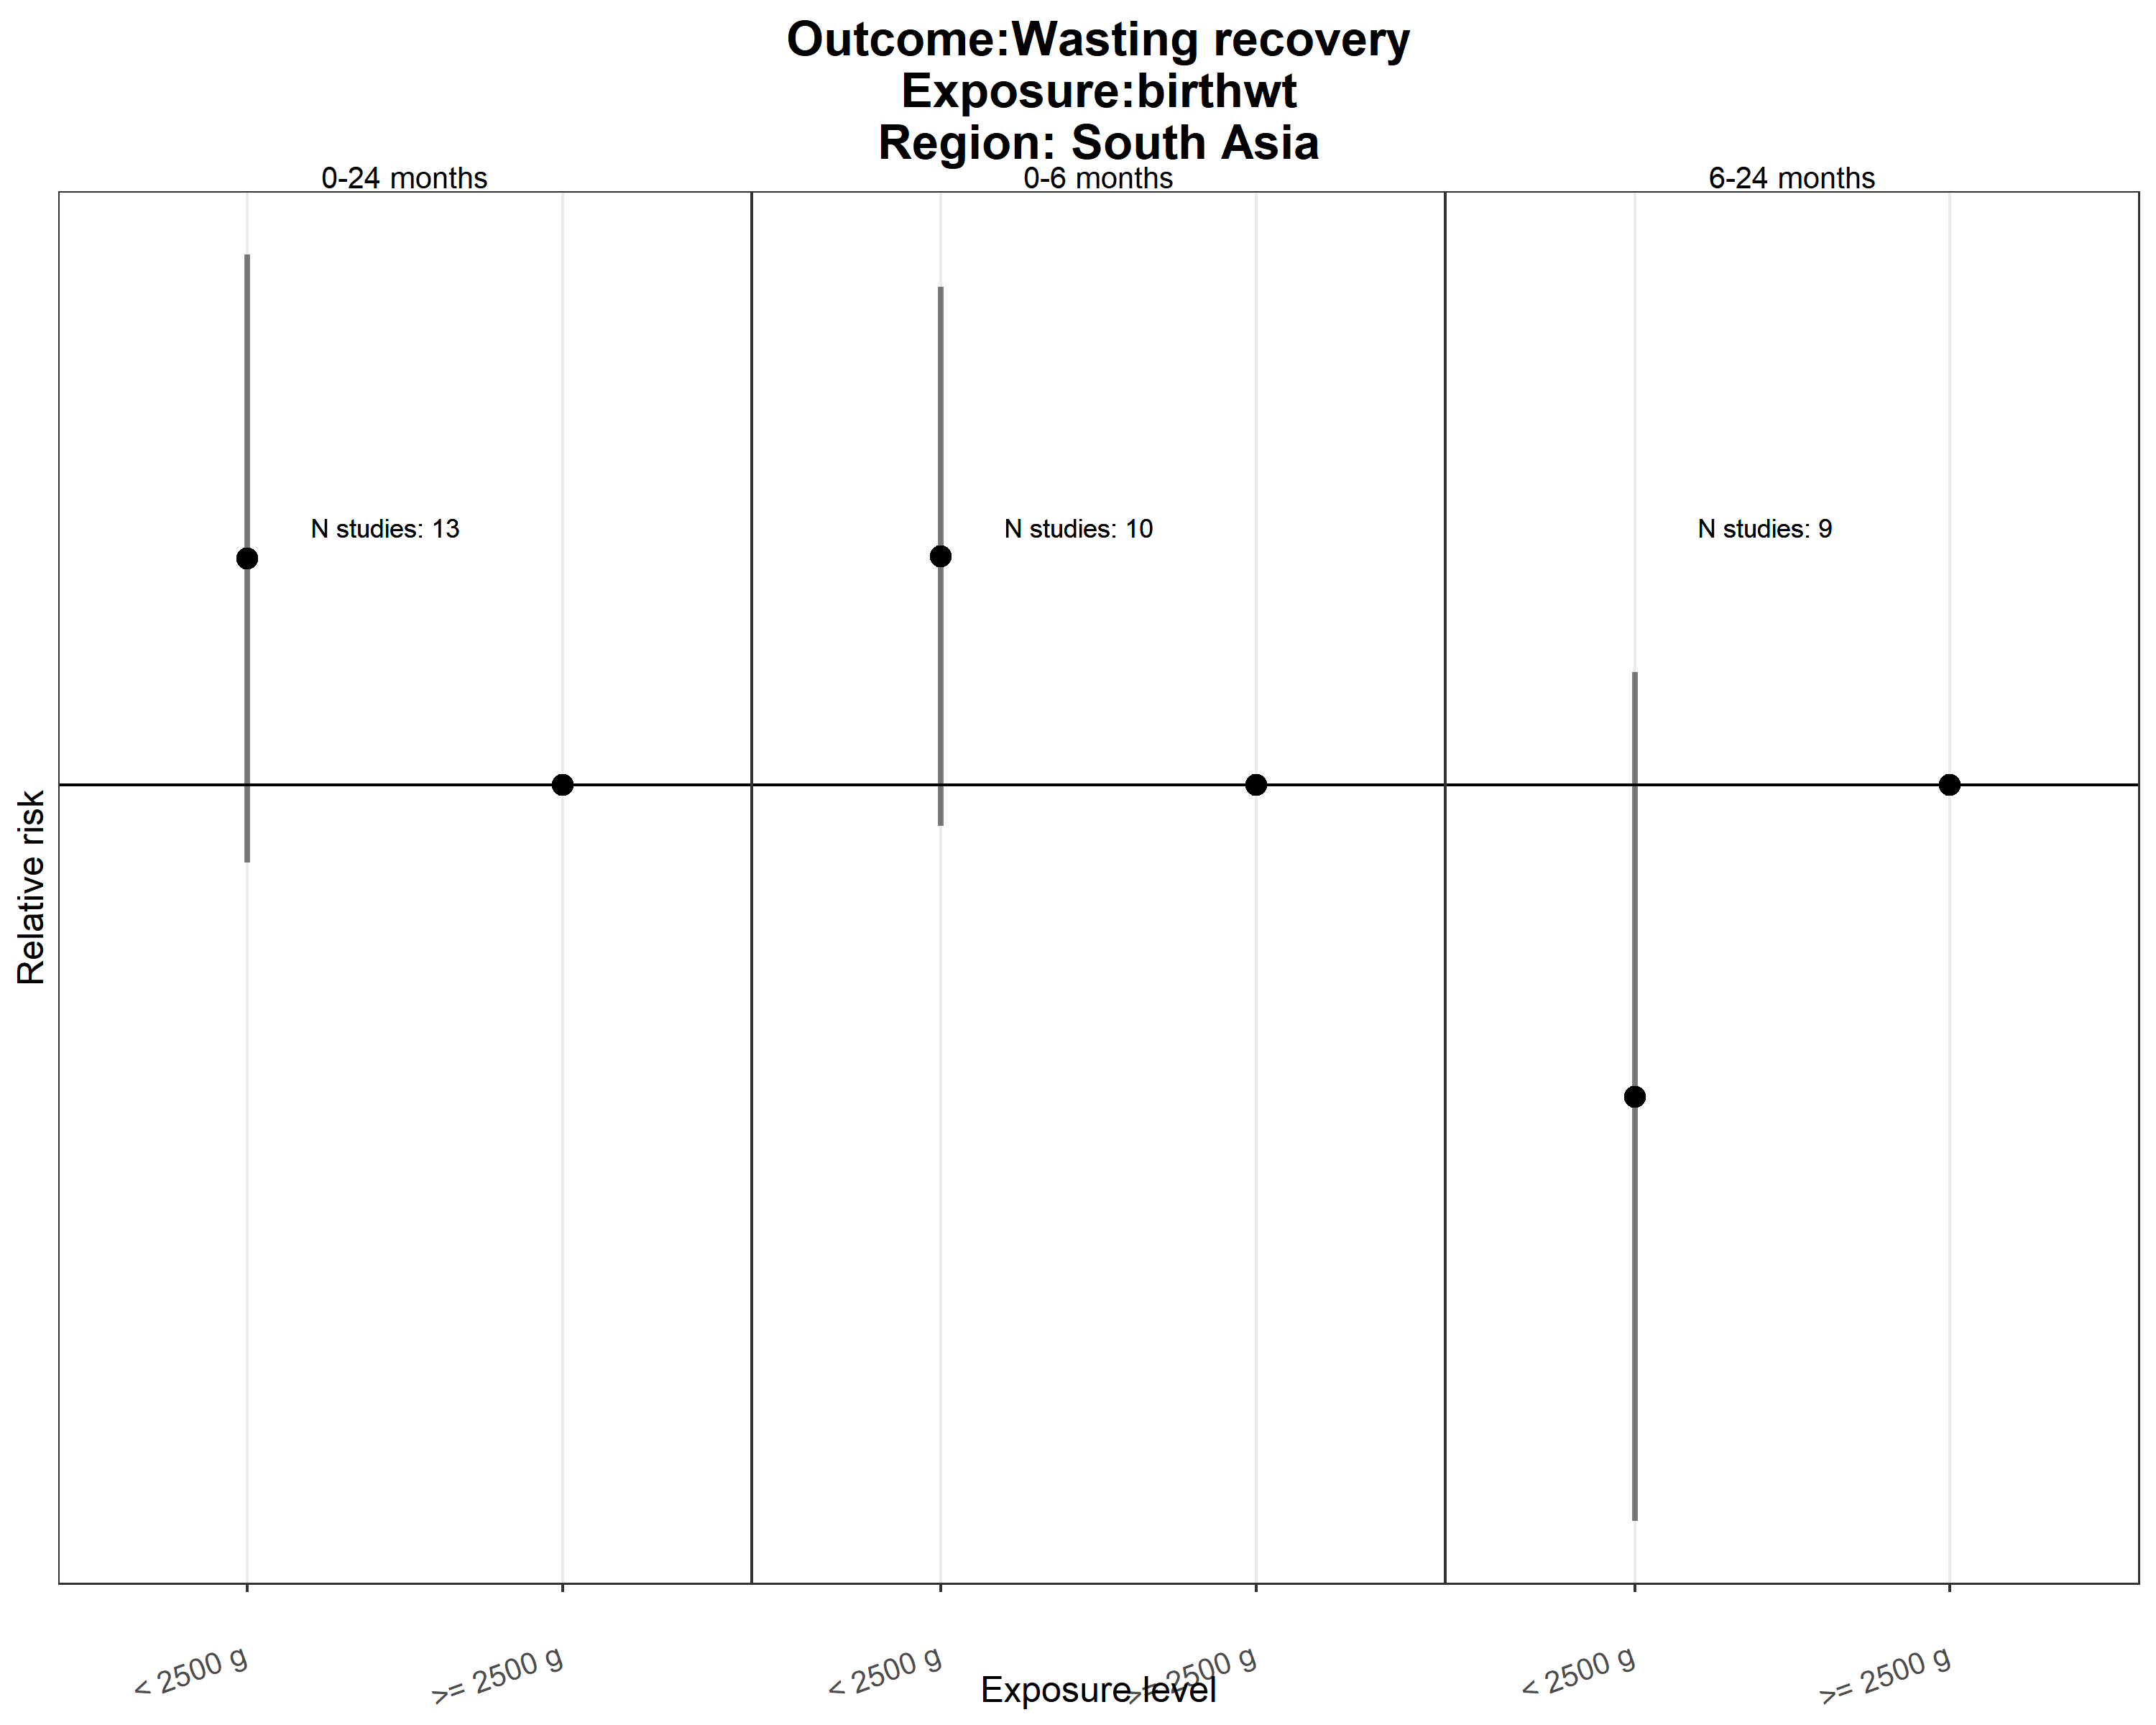 Outcome:Wasting recovery
Exposure:birthwt
Region: South Asia
0-24 months
0-6 months
6-24 months
N studies: 13
N studies: 10
N studies: 9
Relative risk
< 2500 g
>= 2500 g
< 2500 g
>= 2500 g
< 2500 g
>= 2500 g
Exposure level